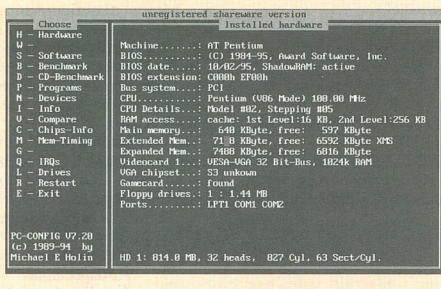 unregistered shareware version
Choose
Installed hardware
H - Hardware
W -
S - Software
B - Benchmark
D - CD-Benchmark
P - Programs
N - Devices
I - Info
V - Compare
C - Chips-Info
M - Mem-Timing
G -
Q - IRQs
L - Drives
R - Restart
E - Exit
PC-CONFIG V7.20
(c) 1989-94 by
Michael E Holin
Machine.......: AT Pentium
BIOS..........: (C) 1984-95, Award Software, Inc.
BIOS date.....: 10/02/95, ShadowRAM: active
BIOS extension: C000h EF00h
Bus system....: PCI
CPU...........: Pentium (V86 Mode) 100.00 MHz
CPU Details...: Model #02, Stepping #05
RAM access....: cache: 1st Level:16 KB, 2nd Level:256 KB
Main memory...: 640 KByte, free: 597 KByte
Extended Mem..: KByte, free: 6592 KByte XMS
Expanded Mem..: 7488 KByte, free: 6816 KByte
Videocard 1...: VESA-VGA 32 Bit-Bus, 1024k RAM
VGA chipset...: S3 unkown
Gamecard......: found
Floppy drives.: 1 : 1.44 MB
Ports.........: LPT1 COM1 COM2
HD 1: 814.0 MB, 32 heads, 827 Cyl, 63 Sect/Cyl.